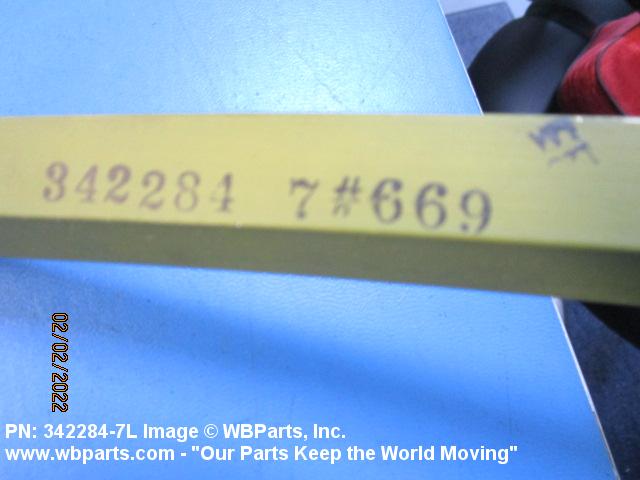 342284 7#669
02/02/2022
PN: 342284-7L Image © WBParts, Inc.
www.wbparts.com - "Our Parts Keep the World Moving"